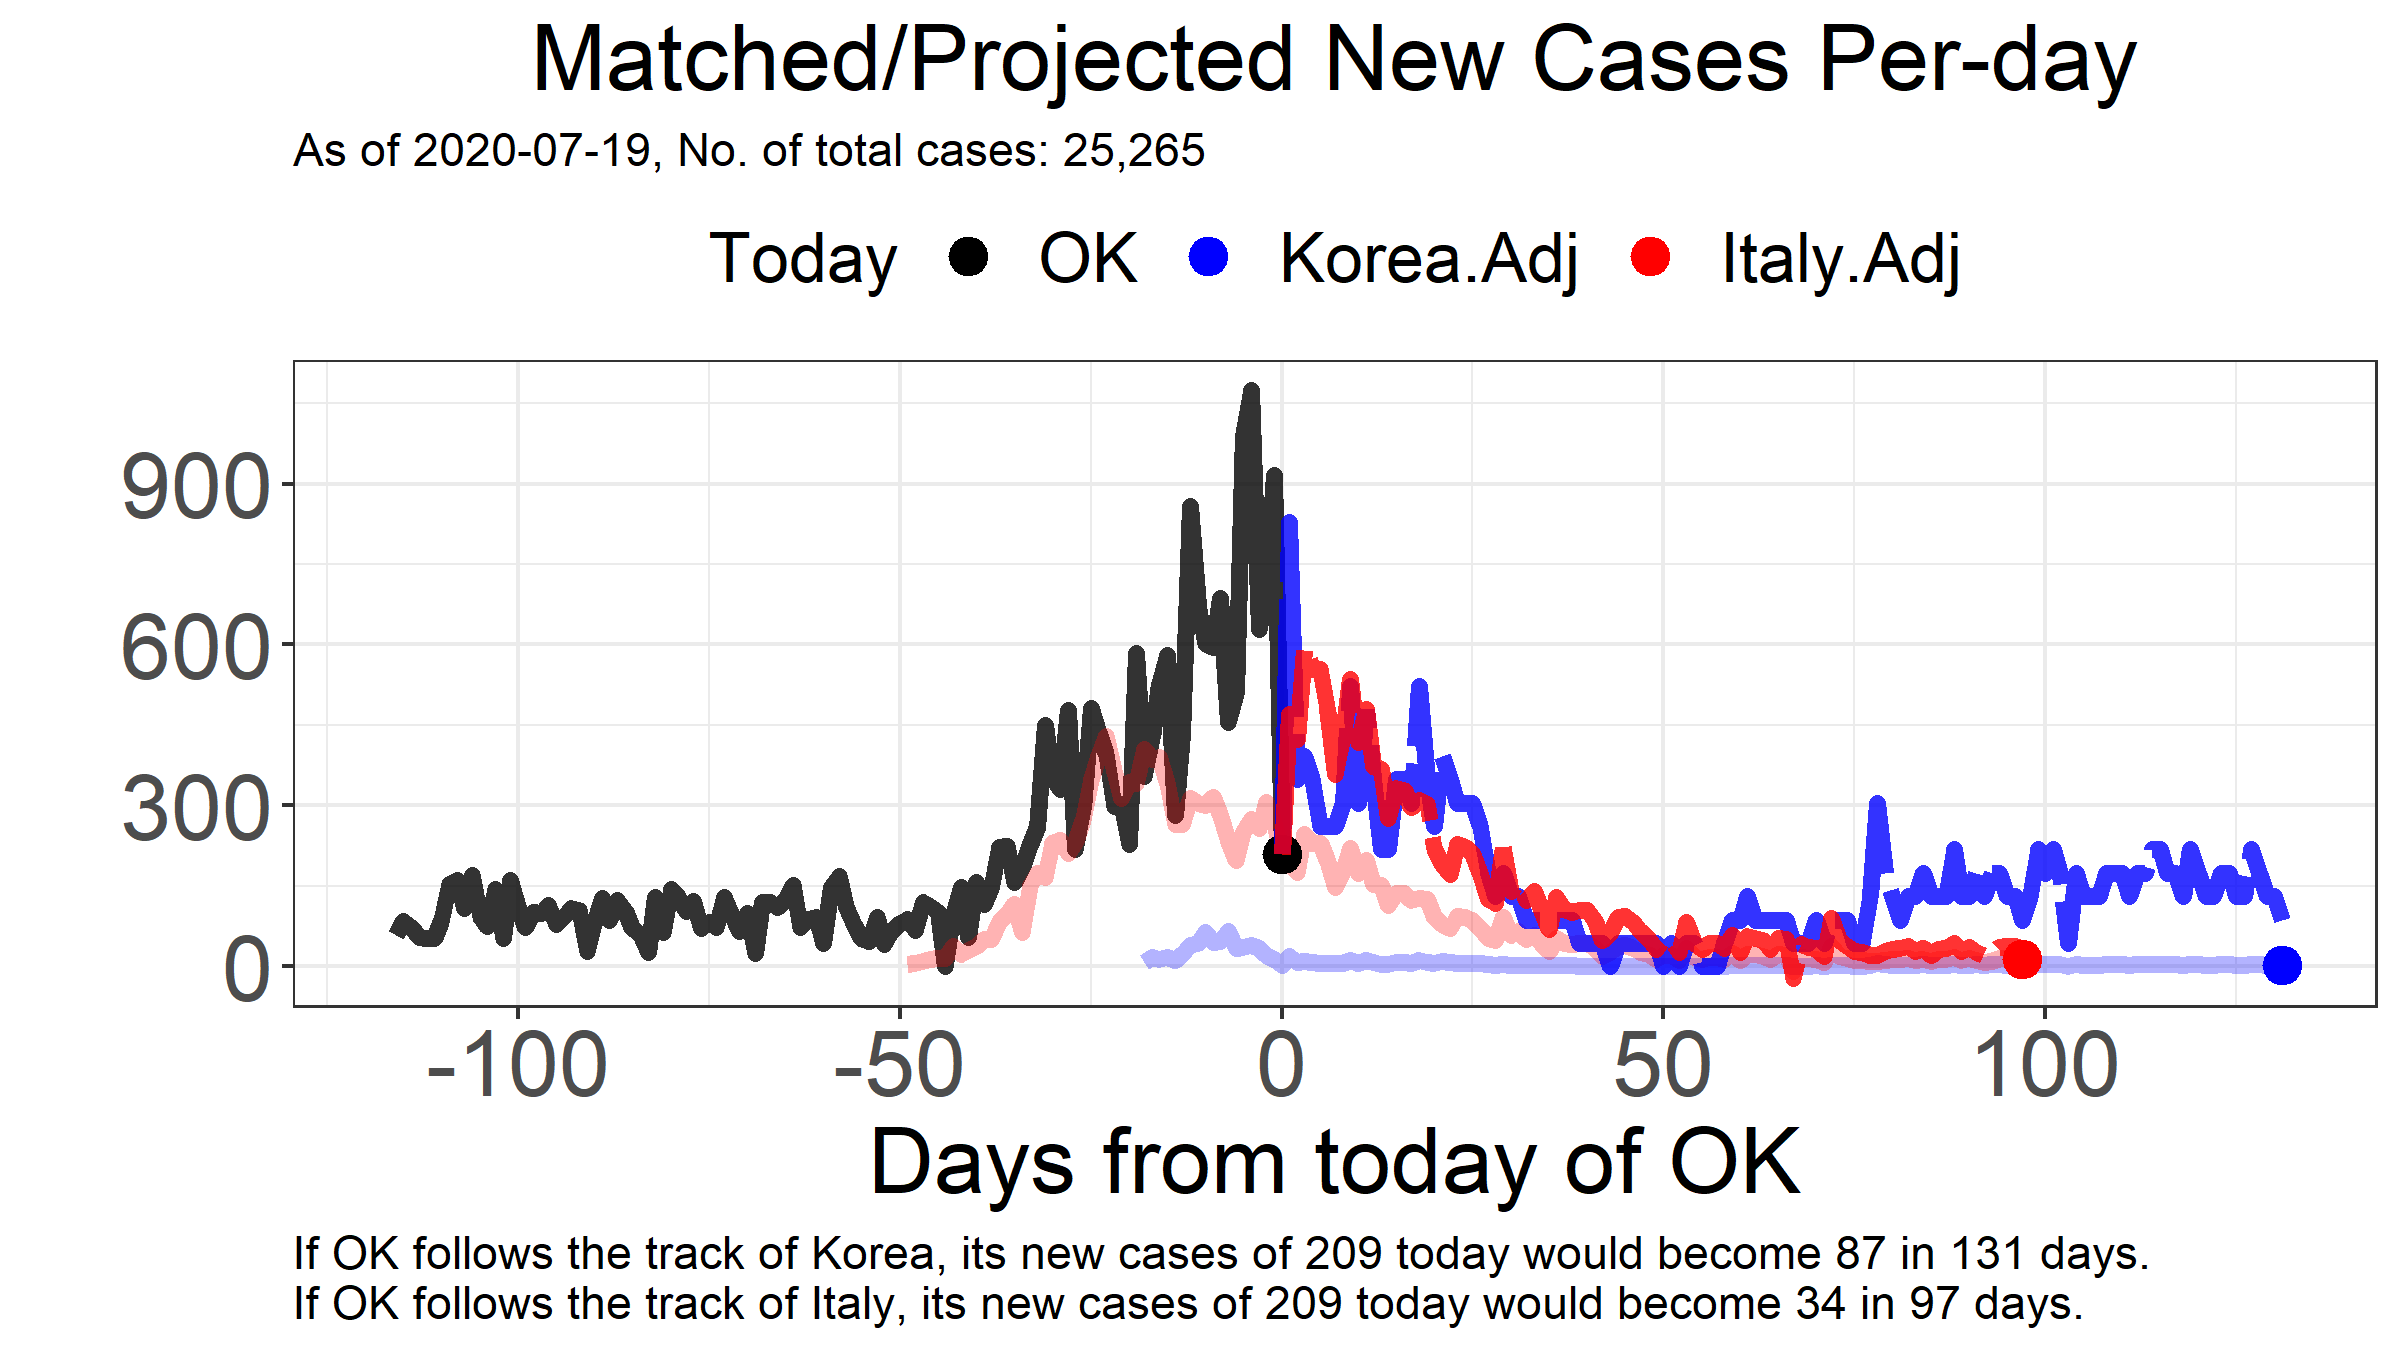 Matched/Projected New Cases Per-day
As of 2020-07-19, No. of total cases: 25,265
Today OK Korea.Adj Italy.Adj
900
600
300
0
-100 -50 0 50 100
Days from today of OK
If OK follows the track of Korea, its new cases of 209 today would become 87 in 131 days.
If OK follows the track of Italy, its new cases of 209 today would become 34 in 97 days.